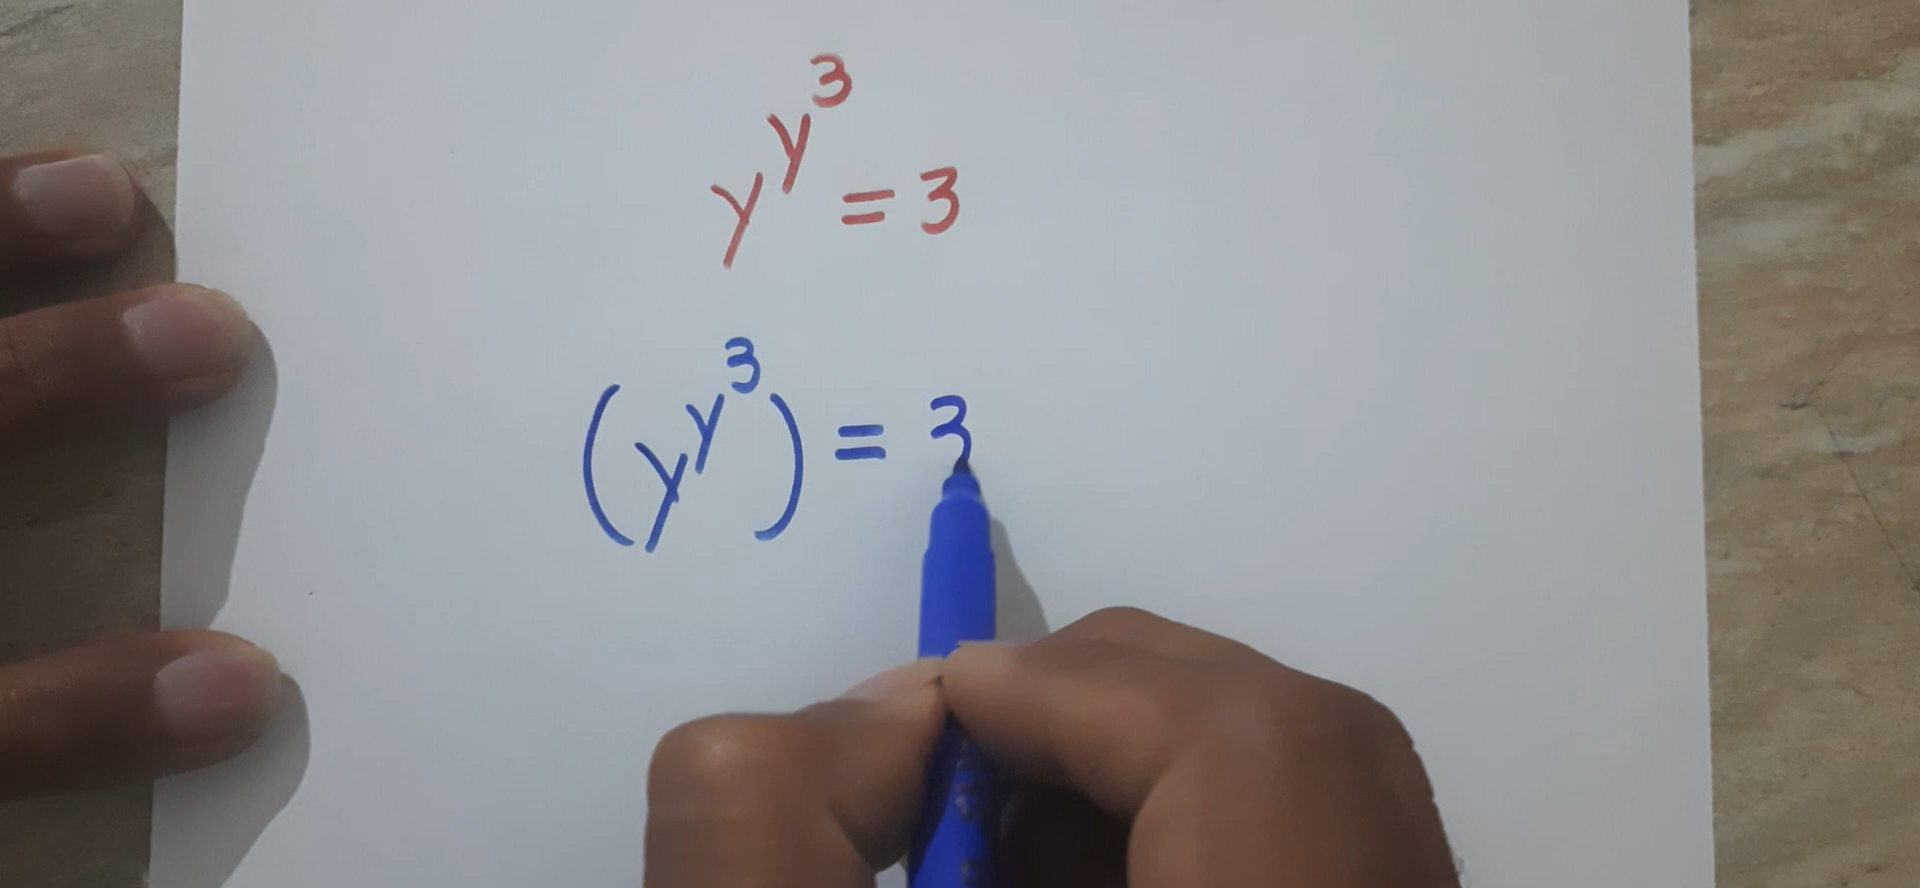 y^y^3 = 3
(y^y^3) = 3